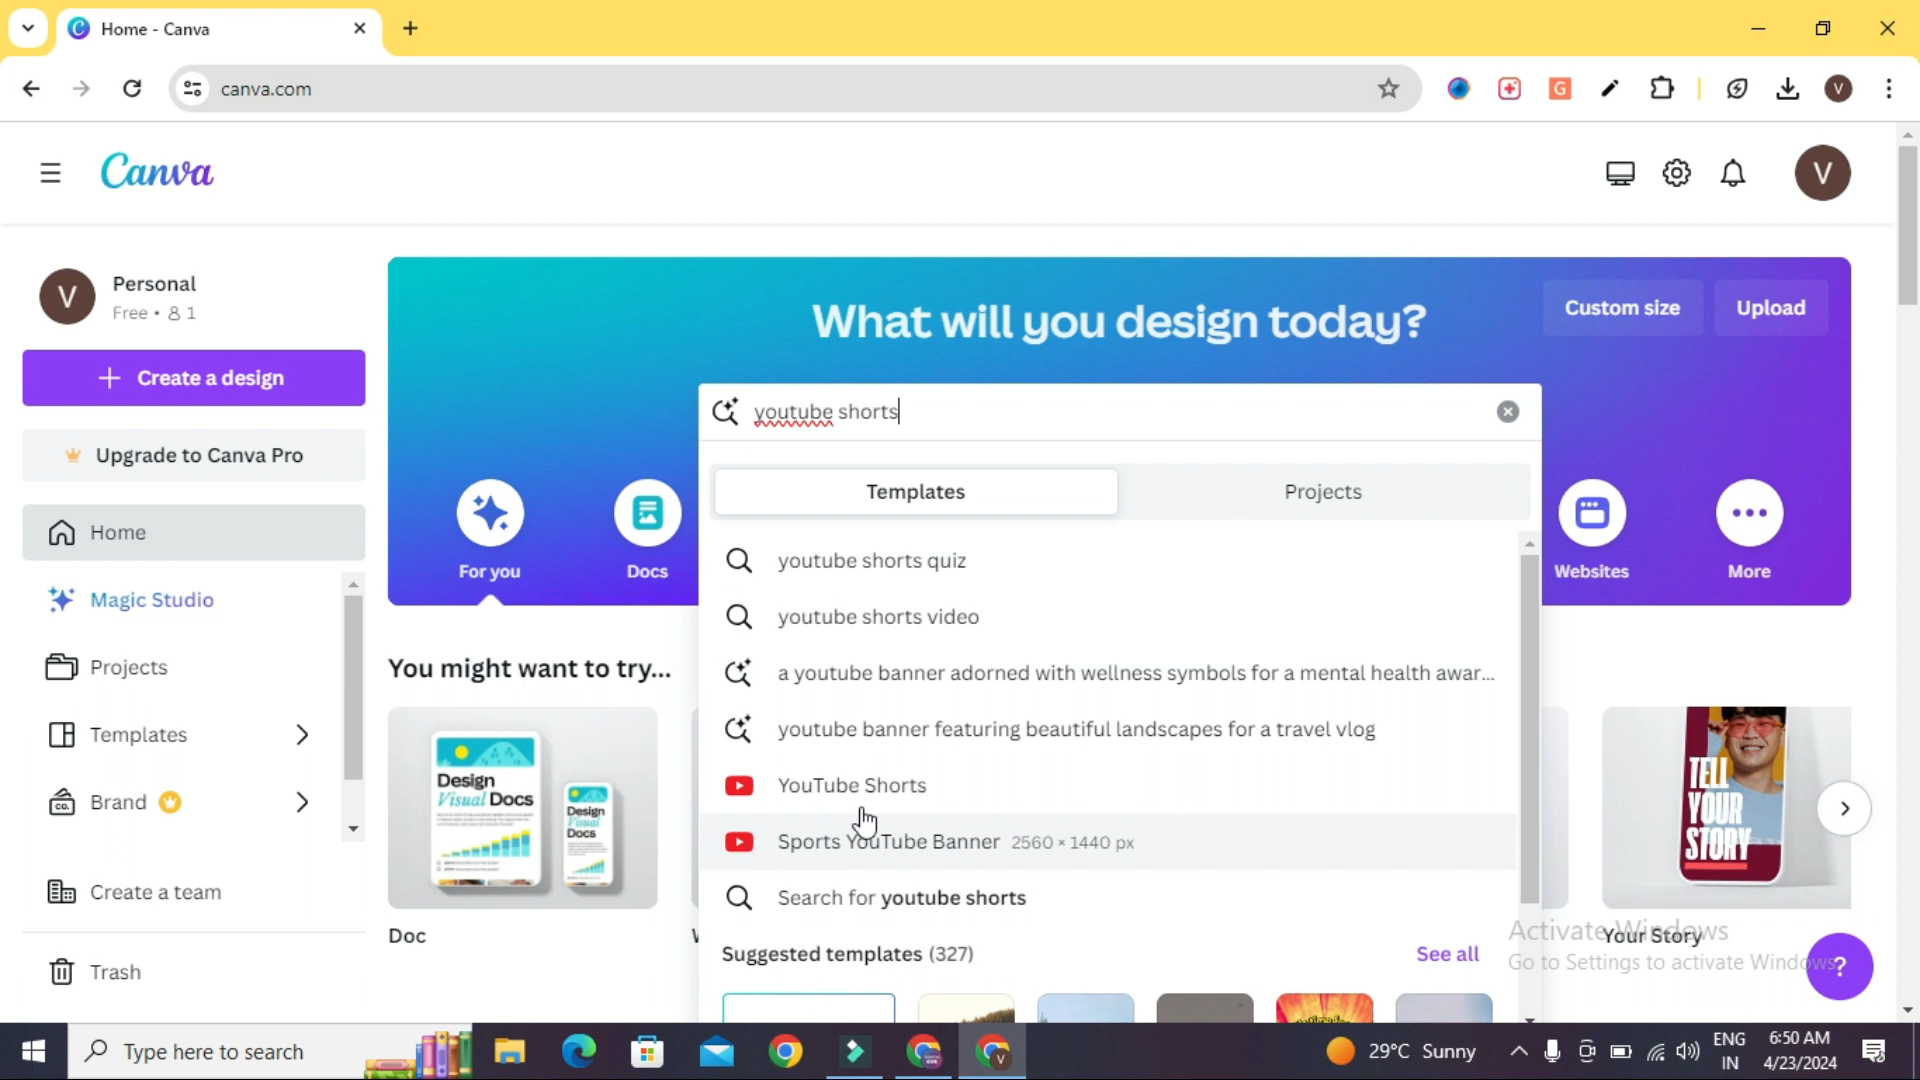 Home - Canva
canva.com
G
V
Canva
V
V
Personal
Free • 1
Create a design
Upgrade to Canva Pro
Home
Magic Studio
Projects
Templates
CO.
Brand
Create a team
Trash
What will you design today?
Custom size
Upload
youtube shorts
For you
Docs
Websites
More
Templates
Projects
youtube shorts quiz
youtube shorts video
a youtube banner adorned with wellness symbols for a mental health awar...
youtube banner featuring beautiful landscapes for a travel vlog
YouTube Shorts
Sports YouTube Banner 2560 × 1440 px
Search for youtube shorts
Suggested templates (327)
See all
You might want to try...
Design
Visual Docs
Design
Visual
Docs
Doc
TELL
YOUR
STORY
Your Story
Activate Windows
Go to Settings to activate Windows.
?
Type here to search
V
29°C Sunny
ENG
IN
6:50 AM
4/23/2024